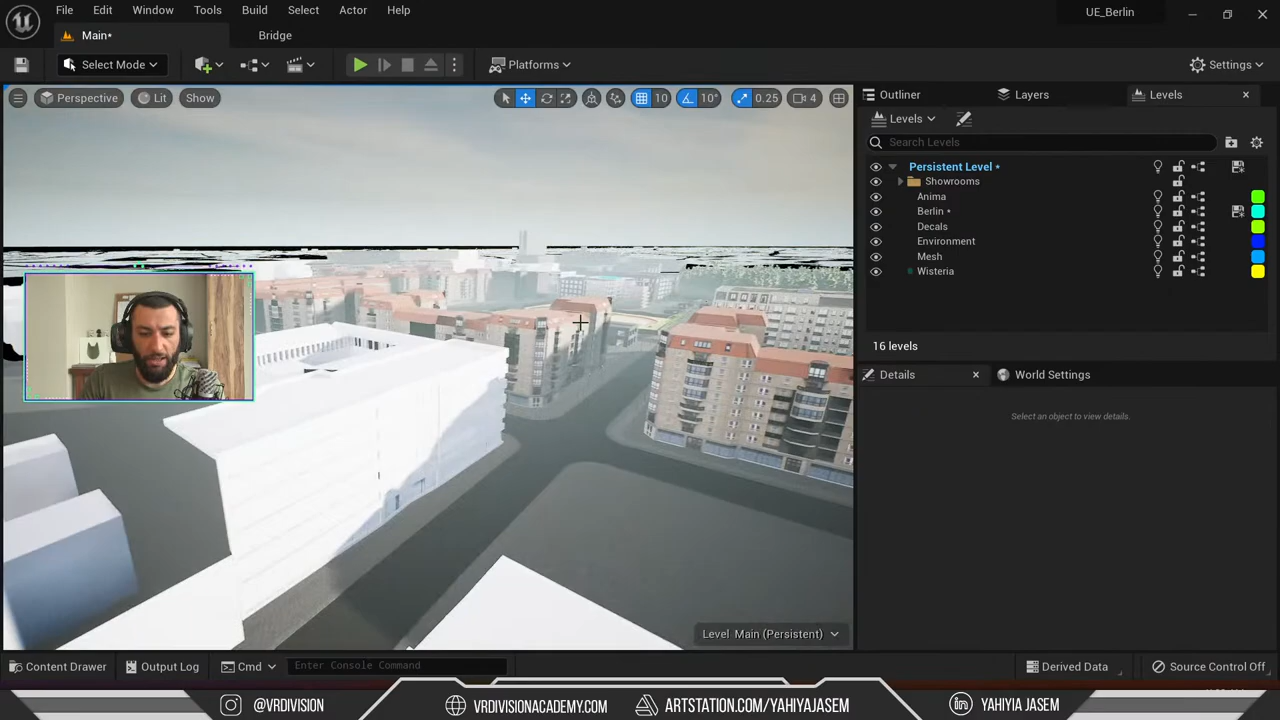 File Edit Window Tools Build Select Actor Help
UE_Berlin
Main*
Bridge
Select Mode
Platforms
Settings
Perspective
Lit
Show
10
10°
0.25
4
Outliner
Layers
Levels
Levels
Search Levels
Persistent Level *
Showrooms
Anima
Berlin *
Decals
Environment
Mesh
Wisteria
16 levels
Details
World Settings
Select an object to view details.
Level Main (Persistent)
Content Drawer
Output Log
Cmd
Enter Console Command
Derived Data
Source Control Off
@VRDIVISION
VRDIVISIONACADEMY.COM
ARTSTATION.COM/YAHIYAJASEM
YAHIYIA JASEM